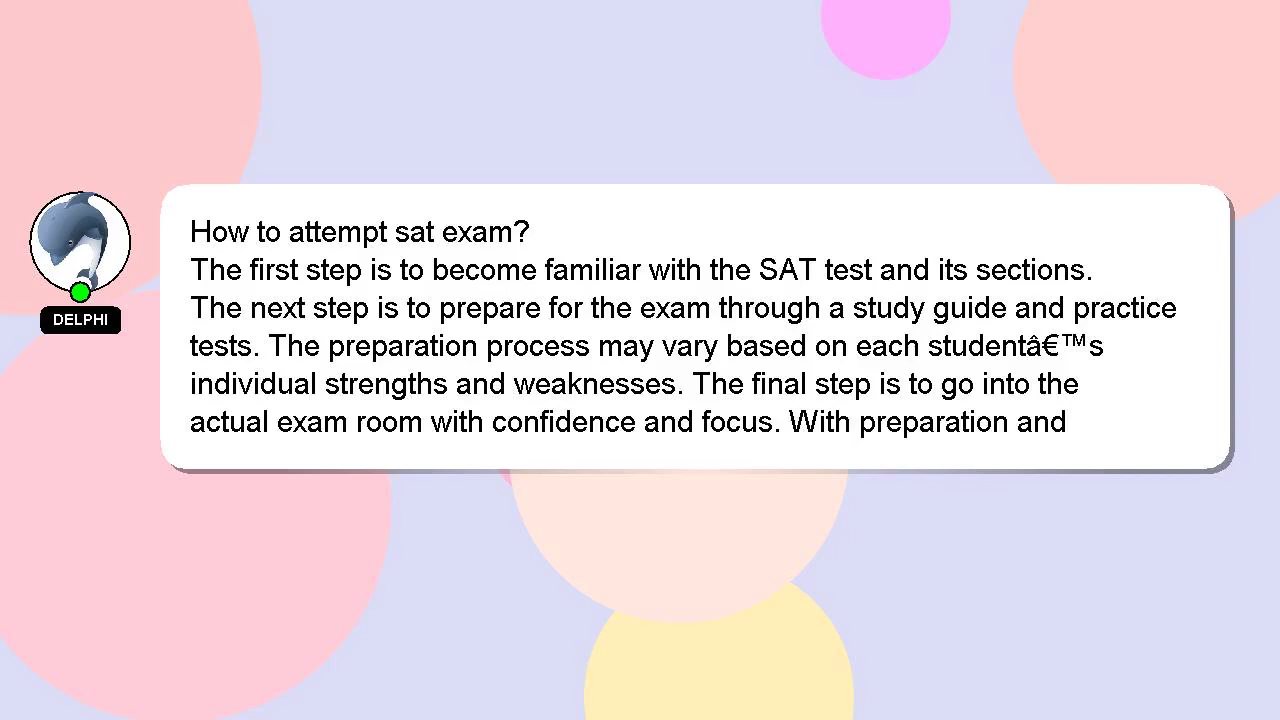 DELPHI
How to attempt sat exam?
The first step is to become familiar with the SAT test and its sections.
The next step is to prepare for the exam through a study guide and practice
tests. The preparation process may vary based on each studentâ€™s
individual strengths and weaknesses. The final step is to go into the
actual exam room with confidence and focus. With preparation and